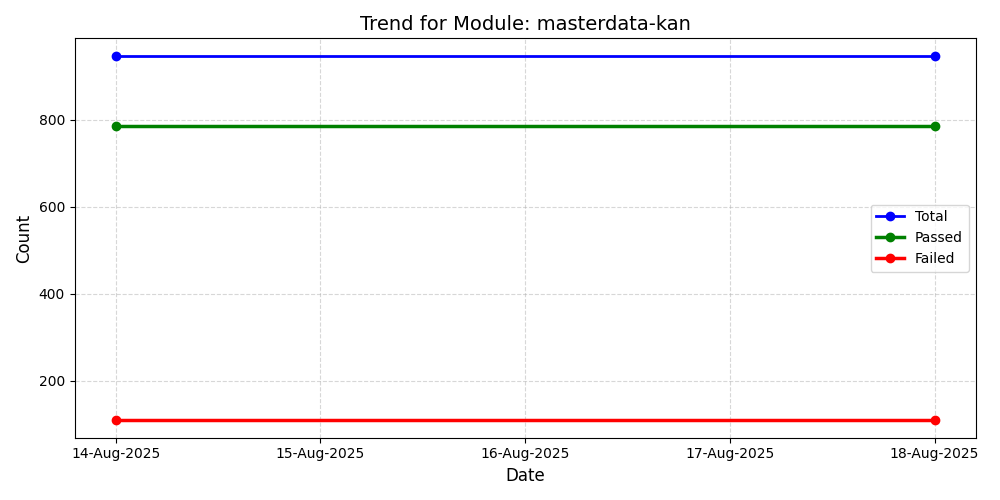 Trend for Module: masterdata-kan
Count
800
600
400
200
Total
Passed
Failed
14-Aug-2025
15-Aug-2025
16-Aug-2025
17-Aug-2025
18-Aug-2025
Date